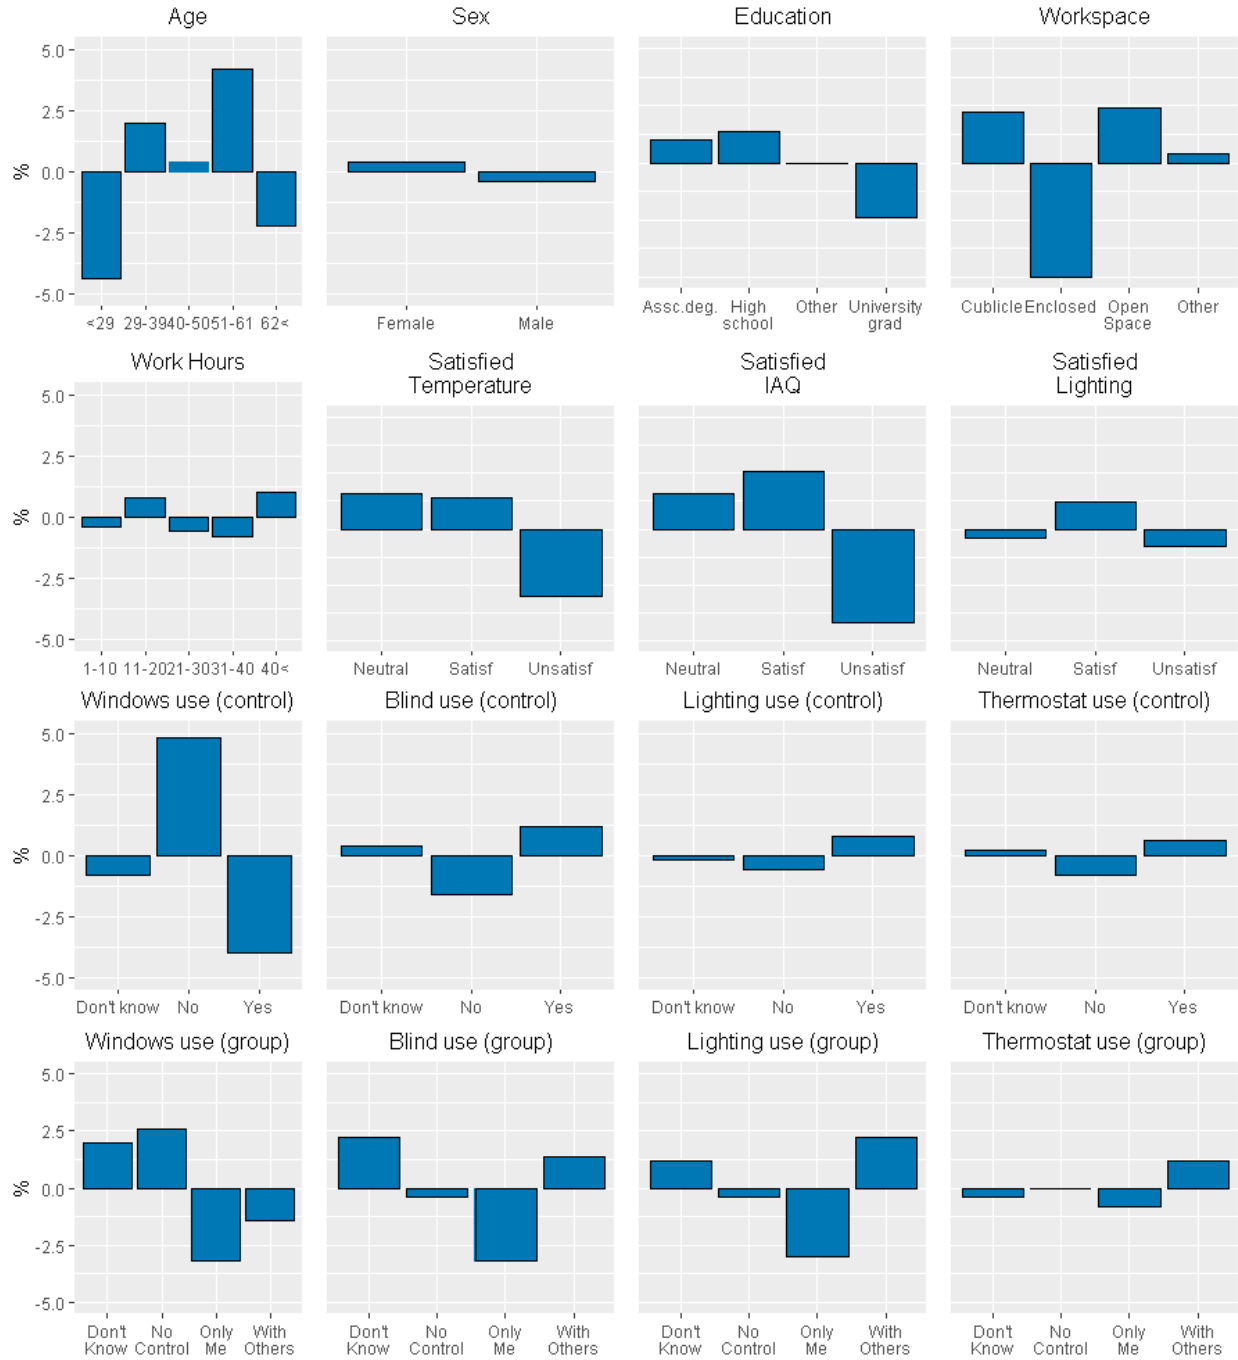 Age
Sex
Education
Workspace
5.0
2.5
0.0
-2.5
-5.0
%
<29 29-39 40-50 51-61 62<
Female Male
Assc.deg. High school Other University grad
Cublicle Enclosed Open Space Other
Work Hours
Satisfied
Temperature
Satisfied
IAQ
Satisfied
Lighting
5.0
2.5
0.0
-2.5
-5.0
%
1-10 11-20 21-30 31-40 40<
Neutral Satisf Unsatisf
Neutral Satisf Unsatisf
Neutral Satisf Unsatisf
Windows use (control)
Blind use (control)
Lighting use (control)
Thermostat use (control)
5.0
2.5
0.0
-2.5
-5.0
%
Don't know No Yes
Don't know No Yes
Don't know No Yes
Don't know No Yes
Windows use (group)
Blind use (group)
Lighting use (group)
Thermostat use (group)
5.0
2.5
0.0
-2.5
-5.0
%
Don't Know No Control Only Me With Others
Don't Know No Control Only Me With Others
Don't Know No Control Only Me With Others
Don't Know No Control Only Me With Others